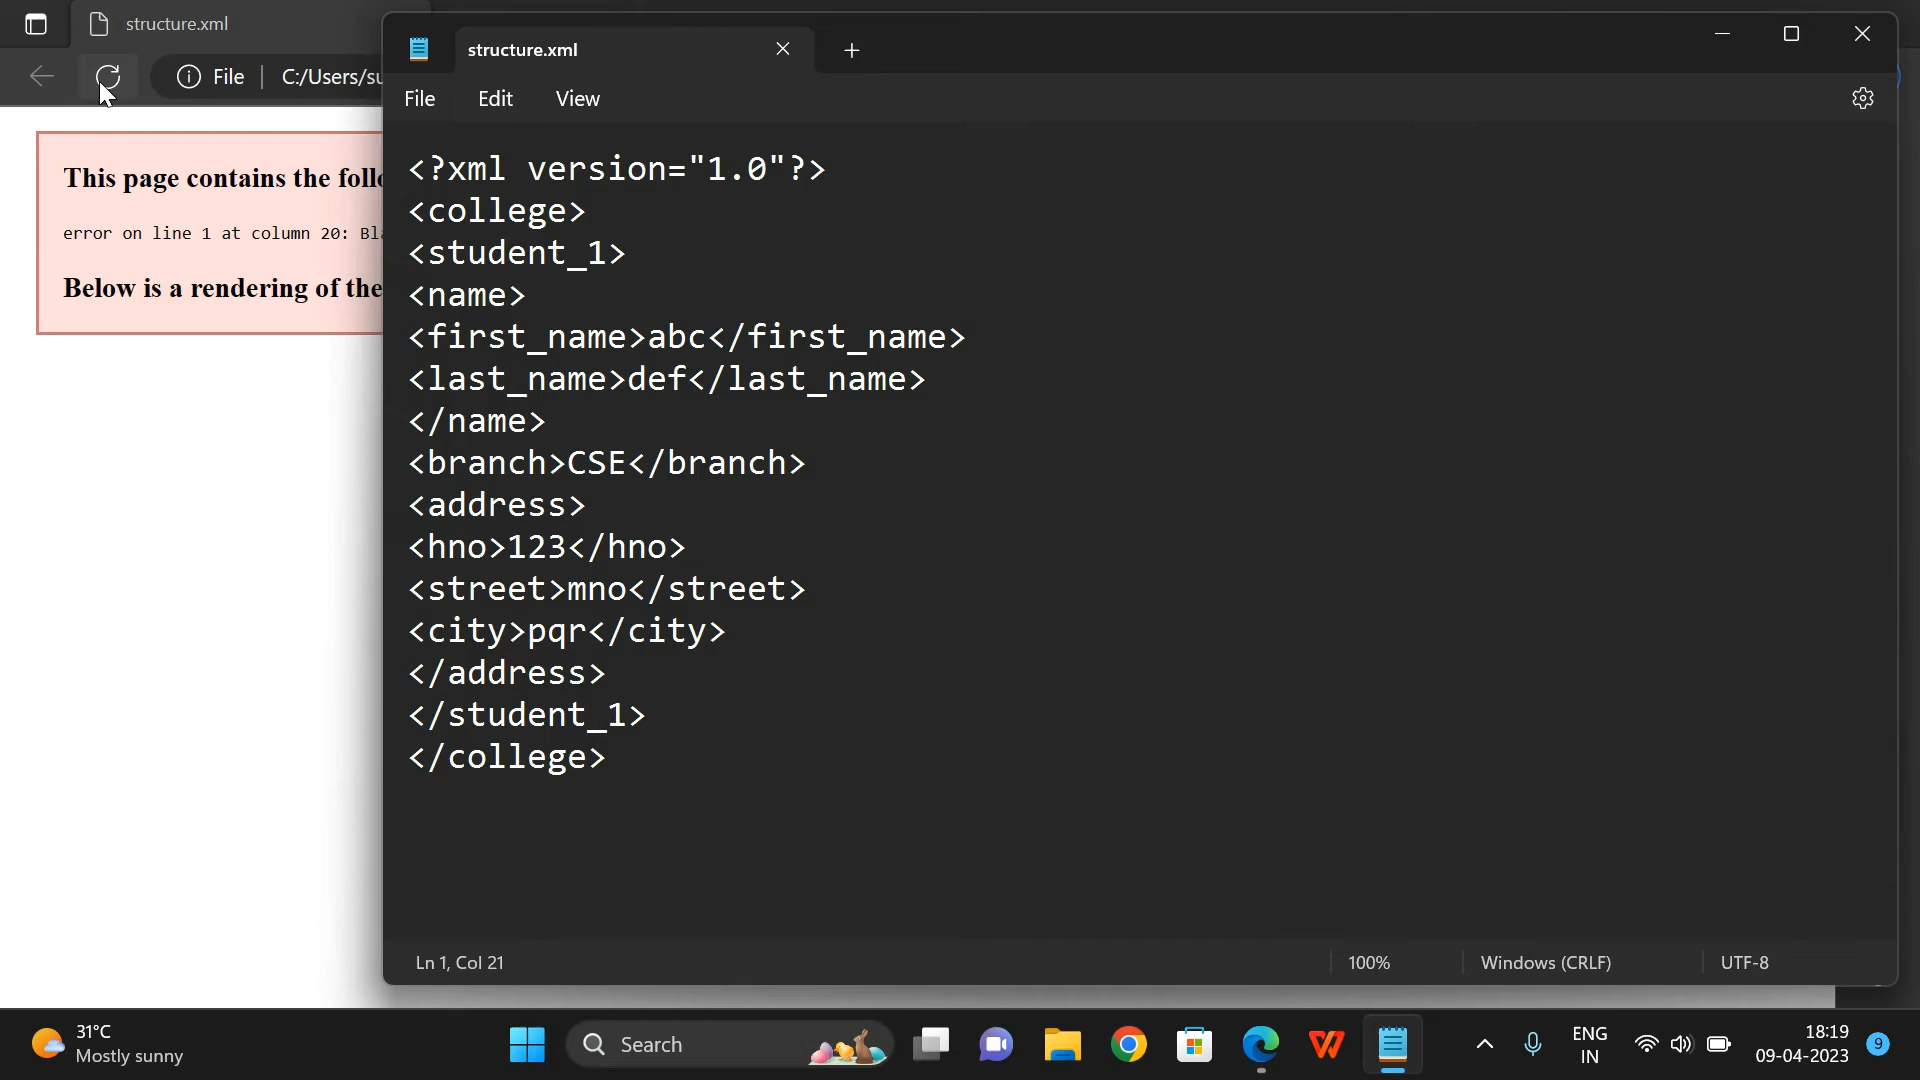 structure.xml
structure.xml
File
C:/Users/su
File Edit View
This page contains the follo
error on line 1 at column 20: Bla
Below is a rendering of the
<?xml version="1.0"?>
<college>
<student_1>
<name>
<first_name>abc</first_name>
<last_name>def</last_name>
</name>
<branch>CSE</branch>
<address>
<hno>123</hno>
<street>mno</street>
<city>pqr</city>
</address>
</student_1>
</college>
Ln 1, Col 21
100%
Windows (CRLF)
UTF-8
31°C
Mostly sunny
Search
ENG
IN
18:19
09-04-2023
9